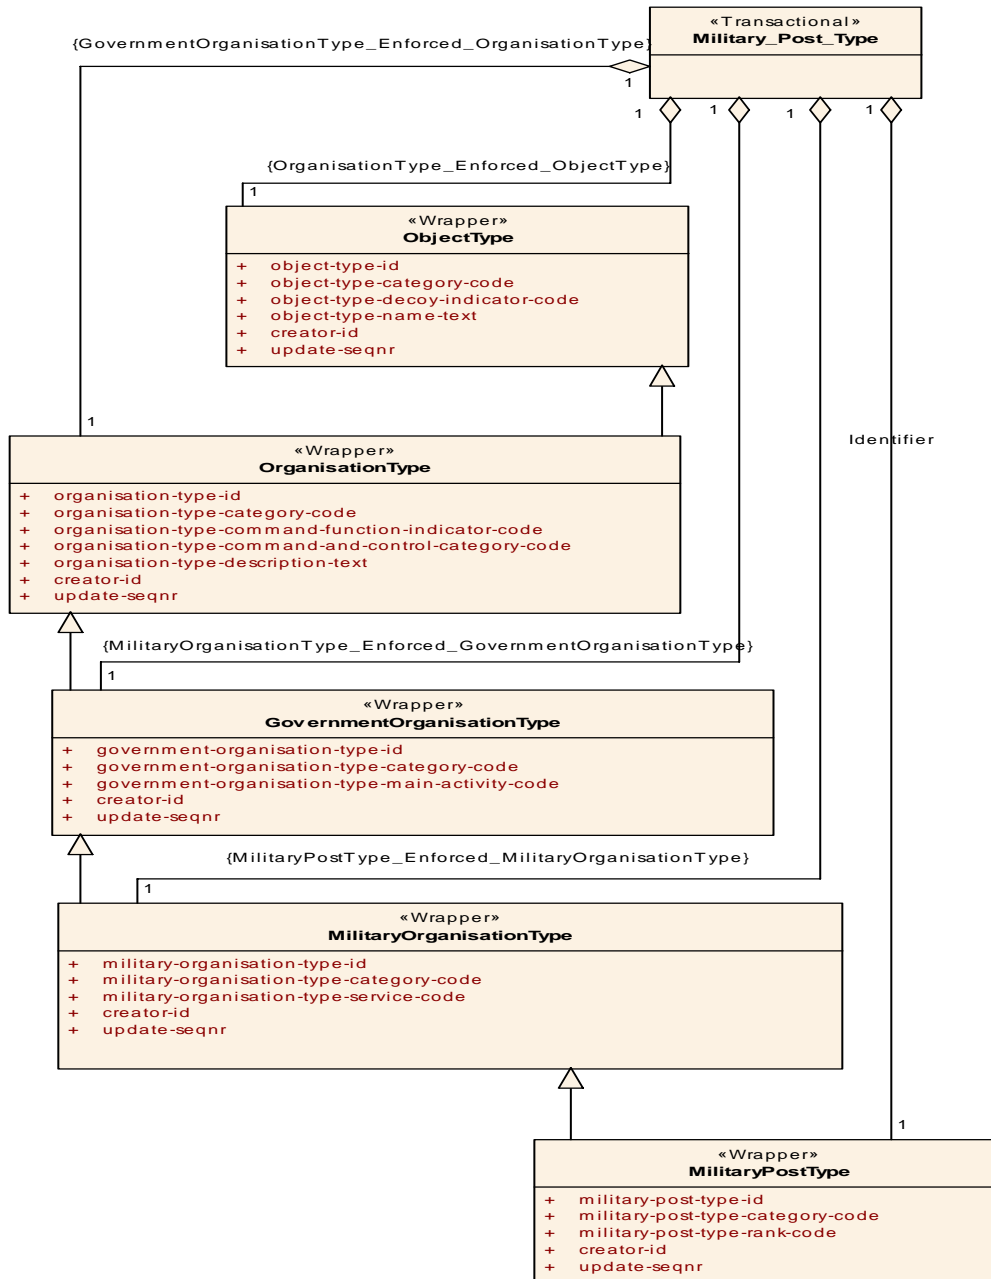 «Transactional»
Military_Post_Type
{GovernmentOrganisationType_Enforced_OrganisationType}
1
1
1
1
1
{OrganisationType_Enforced_ObjectType}
1
«Wrapper»
ObjectType
+ object-type-id
+ object-type-category-code
+ object-type-decoy-indicator-code
+ object-type-name-text
+ creator-id
+ update-seqnr
1
Identifier
«Wrapper»
OrganisationType
+ organisation-type-id
+ organisation-type-category-code
+ organisation-type-command-function-indicator-code
+ organisation-type-command-and-control-category-code
+ organisation-type-description-text
+ creator-id
+ update-seqnr
{MilitaryOrganisationType_Enforced_GovernmentOrganisationType}
1
«Wrapper»
GovernmentOrganisationType
+ government-organisation-type-id
+ government-organisation-type-category-code
+ government-organisation-type-main-activity-code
+ creator-id
+ update-seqnr
{MilitaryPostType_Enforced_MilitaryOrganisationType}
1
«Wrapper»
MilitaryOrganisationType
+ military-organisation-type-id
+ military-organisation-type-category-code
+ military-organisation-type-service-code
+ creator-id
+ update-seqnr
1
«Wrapper»
MilitaryPostType
+ military-post-type-id
+ military-post-type-category-code
+ military-post-type-rank-code
+ creator-id
+ update-seqnr